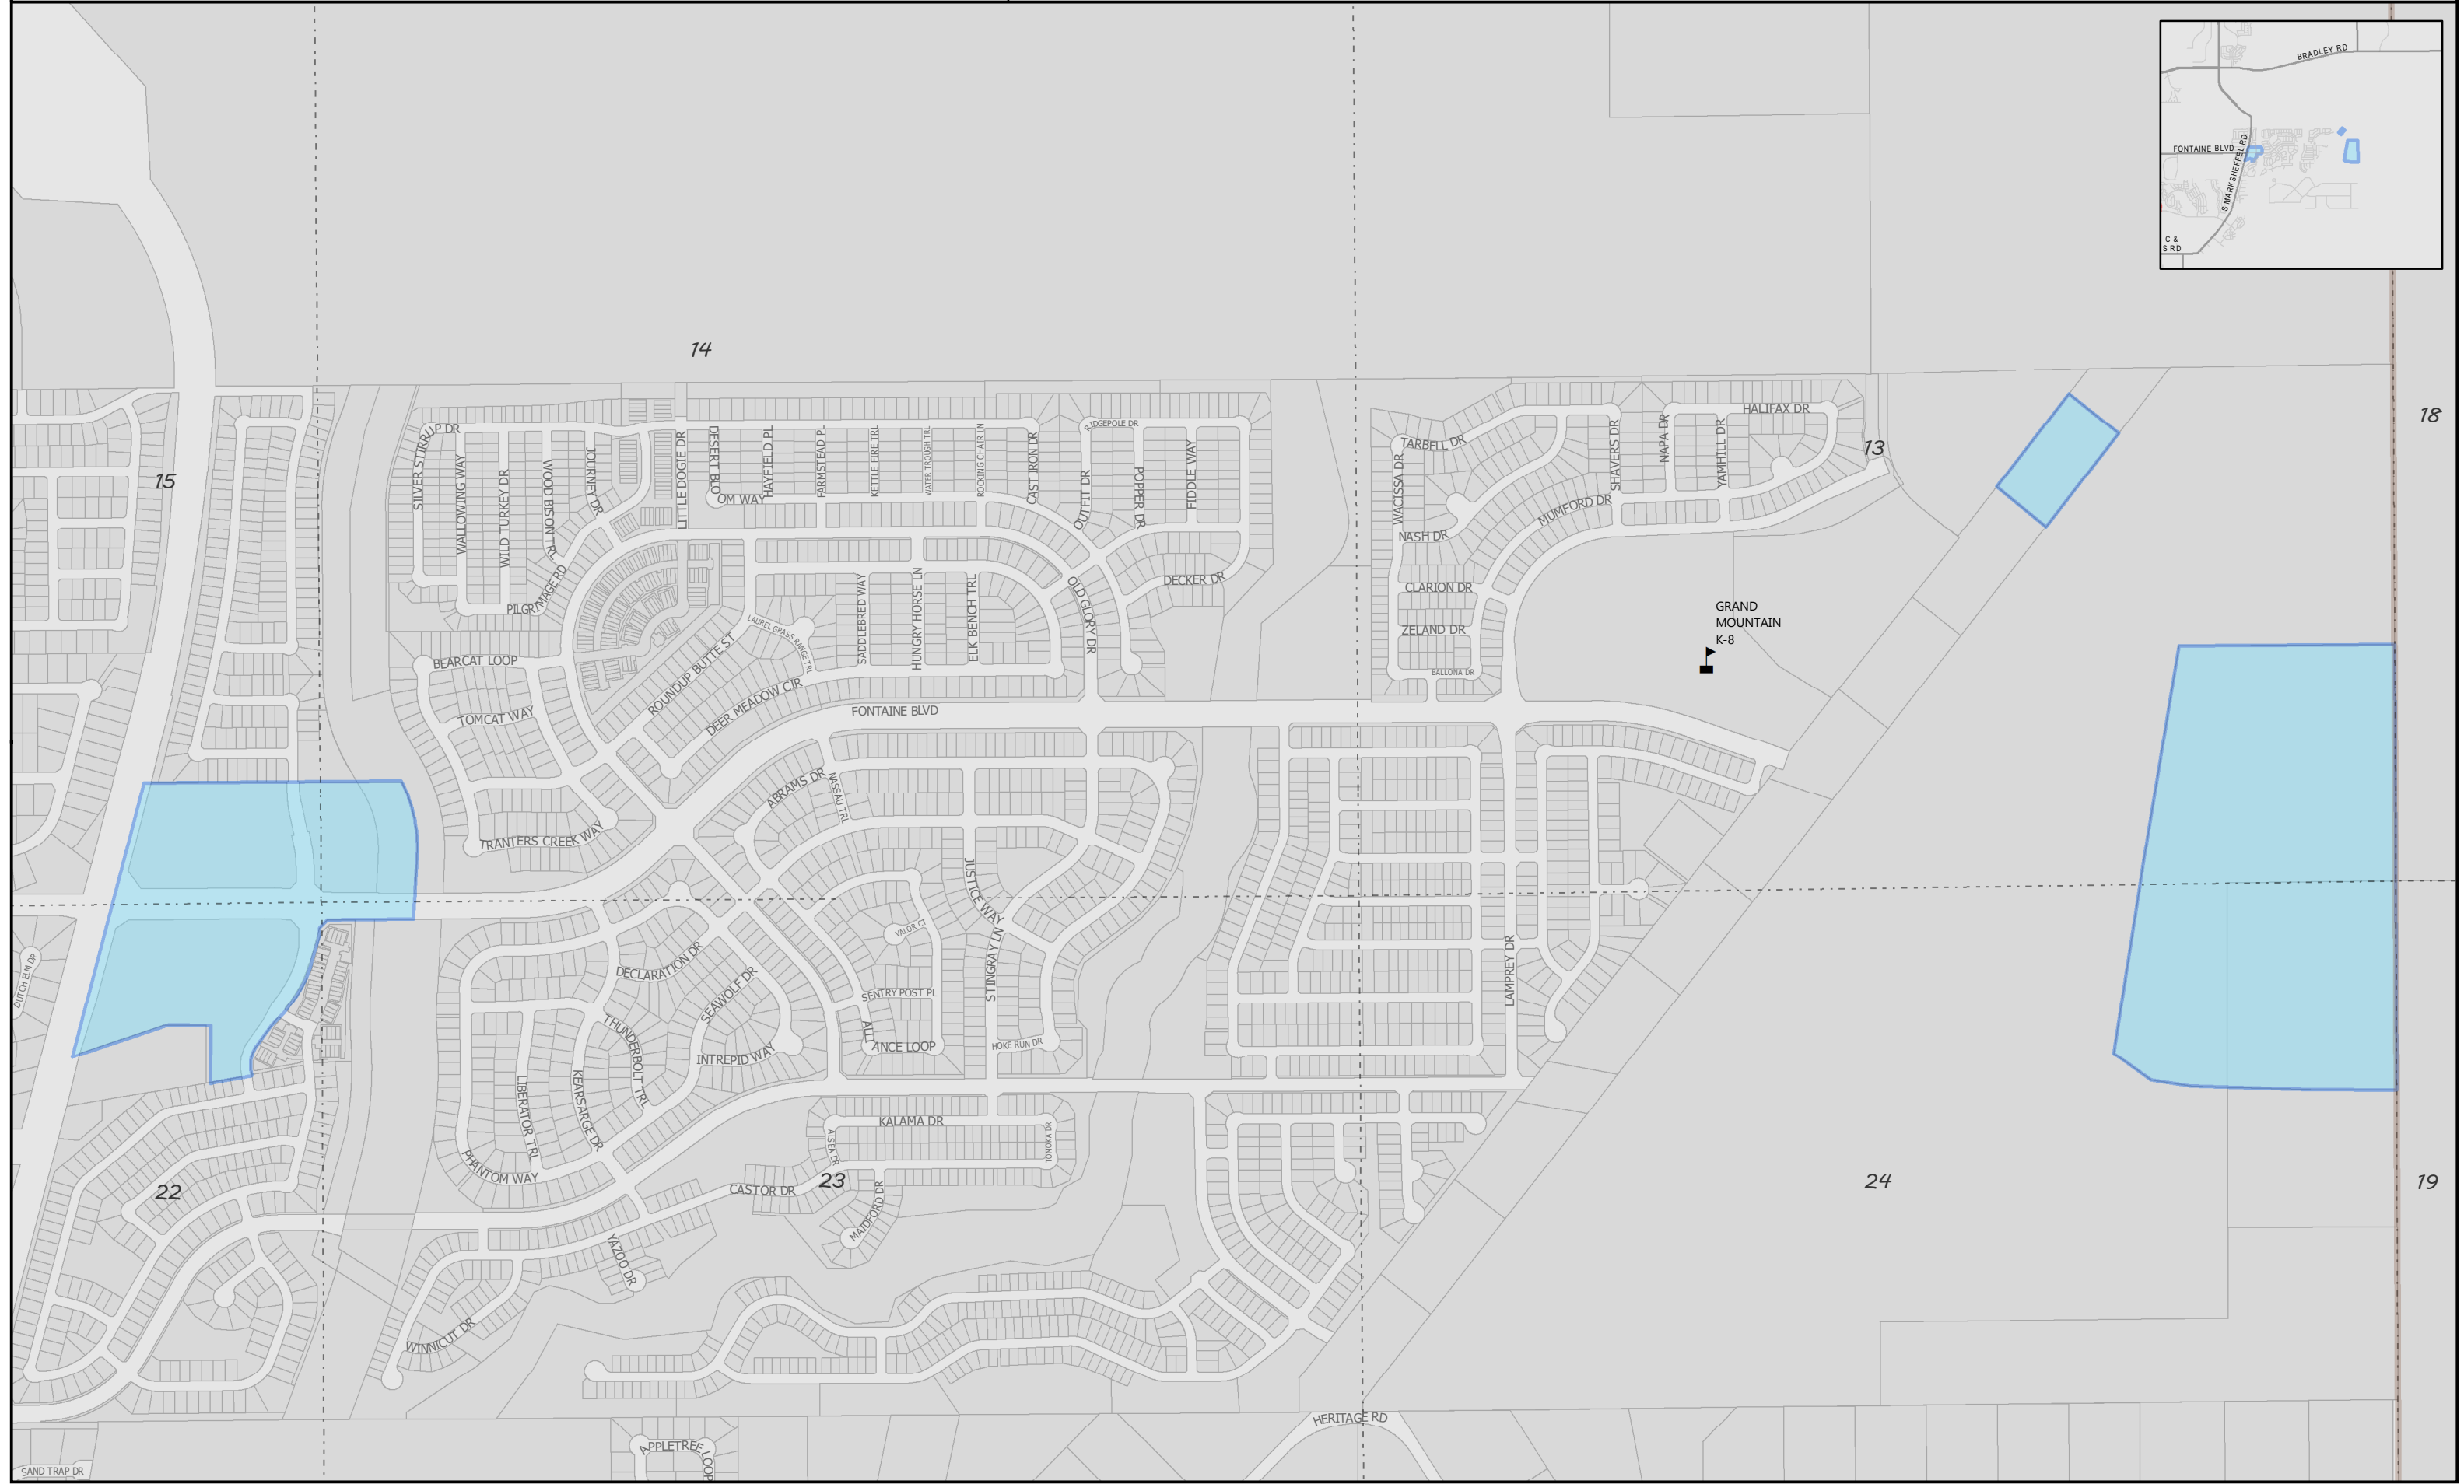 BRADLEY RD
FONTAINE BLVD
S MARKSHEFFEL RD
C &
S RD
14
18
15
13
HALIFAX DR
RIDGEPOLE DR
SILVER STIRRUP DR
WALLOWING WAY
WILD TURKEY DR
WOOD BISON TRL
JOURNEY DR
LITTLE DOGIE DR
DESERT BLO
OM WAY
HAYFIELD PL
FARMSTEAD PL
KETTLE FIRE TRL
WATER TROUGH TRL
ROCKING CHAIR LN
CAST IRON DR
OUTFIT DR
POPPER DR
FIDDLE WAY
TARBELL DR
WACISSA DR
SHAVERS DR
NAPA DR
YAMHILL DR
MUMFORD DR
NASH DR
PILGRIMAGE RD
DECKER DR
CLARION DR
OLD GLORY DR
SADDLEBRED WAY
HUNGRY HORSE LN
ELK BENCH TRL
LAUREL GRASS RANGE TRL
ZELAND DR
GRAND
MOUNTAIN
K-8
BALLONA DR
BEARCAT LOOP
ROUNDUP BUTTE ST
DEER MEADOW CIR
TOMCAT WAY
FONTAINE BLVD
ABRAMS DR
NASSAU TRL
TRANTERS CREEK WAY
JUSTICE WAY
VALOR CT
DUTCH ELM DR
DECLARATION DR
SEAWOLF DR
STINGRAY LN
LAMPREY DR
SENTRY POST PL
ALLI
ANCE LOOP
HOKE RUN DR
THUNDERBOLT TRL
INTREPID WAY
LIBERATOR TRL
KEARSARGE DR
KALAMA DR
ALSEA DR
TOMOKA DR
PHANTOM WAY
22
23
CASTOR DR
24
19
MAIDFORD DR
YAZOO DR
WINNICUT DR
HERITAGE RD
APPLETREE LOOP
SAND TRAP DR